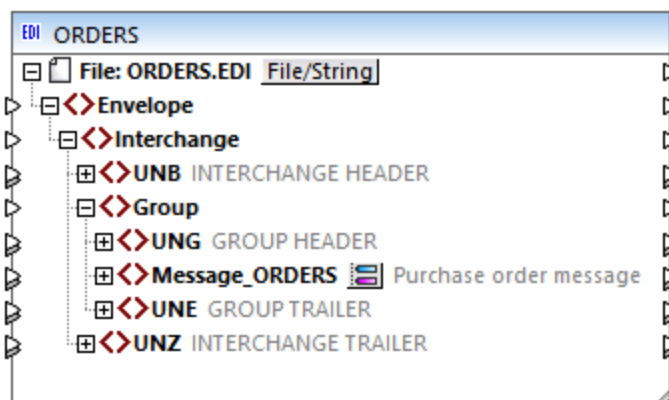 EDI ORDERS
File: ORDERS.EDI File/String
Envelope
Interchange
UNB INTERCHANGE HEADER
Group
UNG GROUP HEADER
Message_ORDERS Purchase order message
UNE GROUP TRAILER
UNZ INTERCHANGE TRAILER